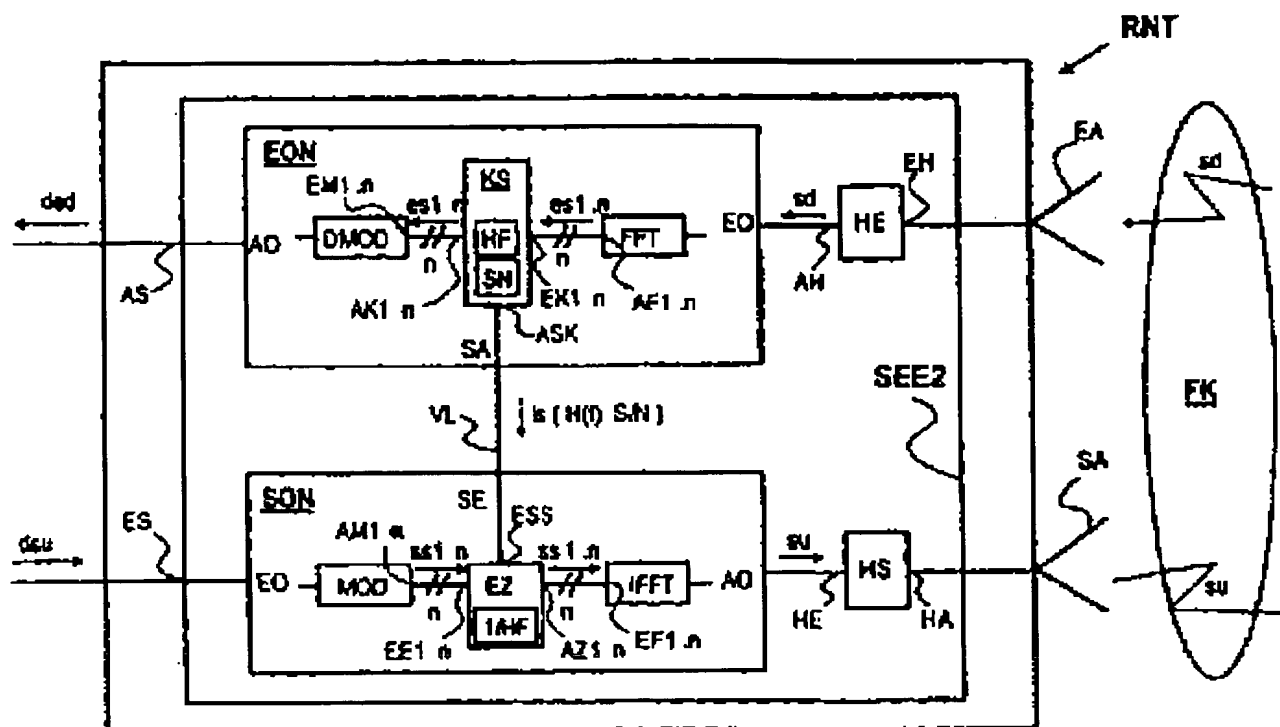 RNT
EA
sd
EON
EM1 .n
KS
es1 .n
es1 .n
EH
sd
DMOD
HF
SN
FFT
n
n
AO
EO
HE
AH
AS
AK1 n
EK1 .n
AF1 .n
ASK
SA
SEE2
FK
VL
is ( H(f) S/N )
SON
SE
ESS
SA
ES
ss1 n
ss1 .n
su
dsu
EO
MOD
EZ
1/HF
IFFT
AO
HS
su
n
n
EE1 n
AZ1 n
EF1 .n
HE
HA